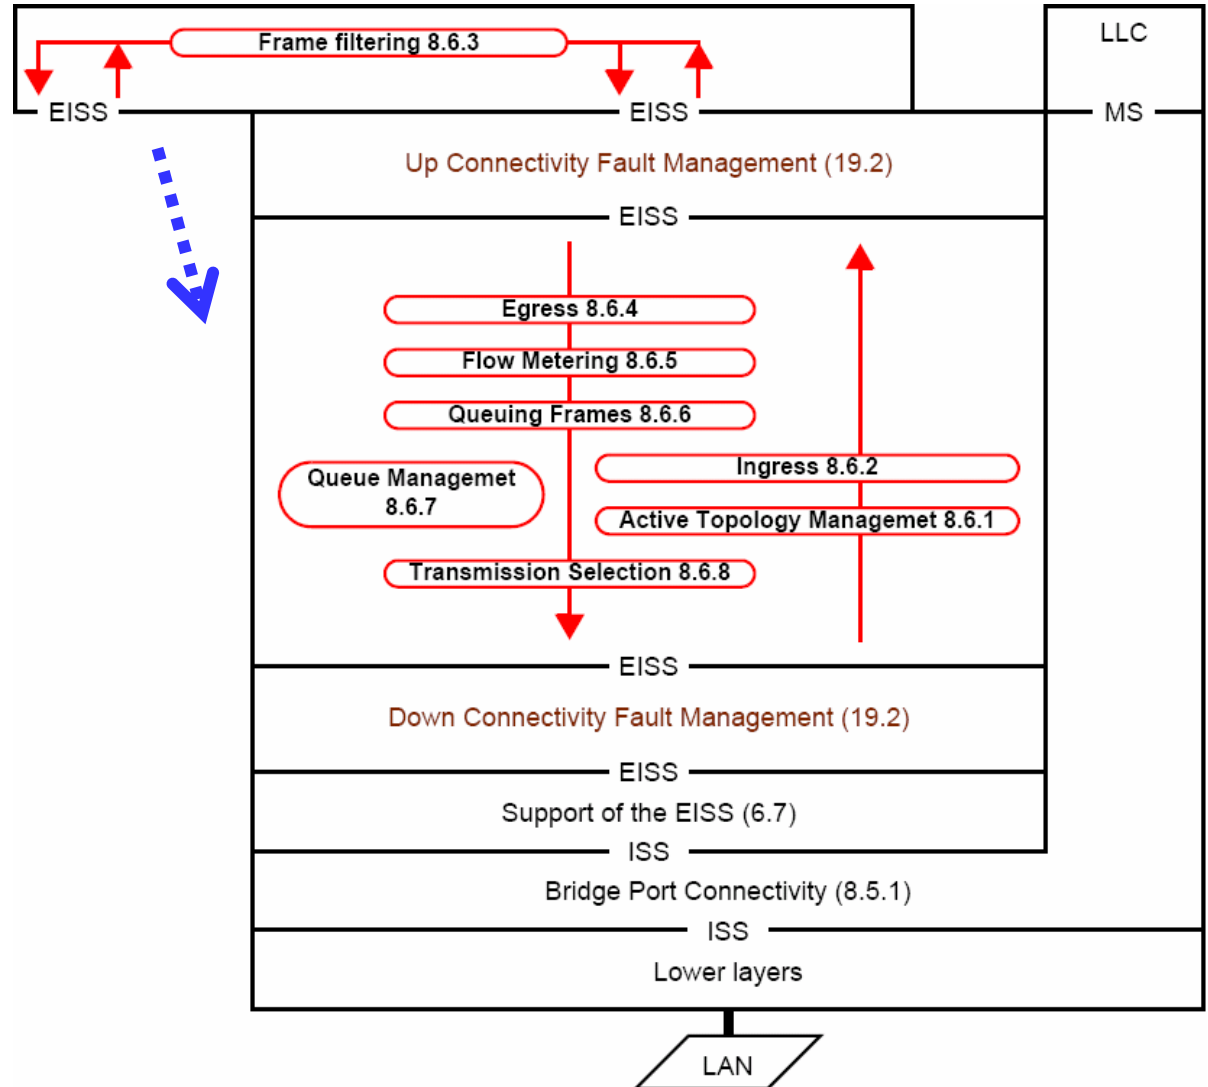 Frame filtering 8.6.3
LLC
EISS
EISS
MS
Up Connectivity Fault Management (19.2)
EISS
Egress 8.6.4
Flow Metering 8.6.5
Queuing Frames 8.6.6
Ingress 8.6.2
Queue Managemet
8.6.7
Active Topology Managemet 8.6.1
Transmission Selection 8.6.8
EISS
Down Connectivity Fault Management (19.2)
EISS
Support of the EISS (6.7)
ISS
Bridge Port Connectivity (8.5.1)
ISS
Lower layers
LAN